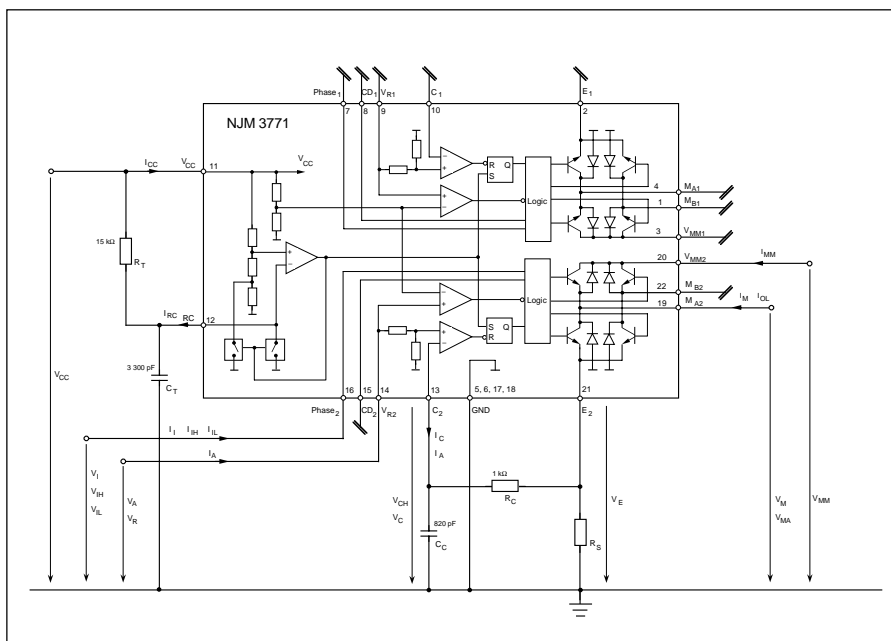 Phase1 CD1 VR1 C1 E1
7 8 9 10 2
NJM 3771
ICC VCC 11 VCC
− + R Q S
+ −
Logic
4 MA1
1 MB1
3 VMM1
15 kΩ
RT
+ −
IMM
20 VMM2
22 MB2
IM IOL
19 MA2
− +
Logic
IRC RC 12
+ − S Q R
3 300 pF
CT
VCC
16 15 14 13 5, 6, 17, 18 21
Phase2 CD2 VR2 C2 GND E2
II IIH IIL
IA
IC
IA
1 kΩ
RC
VI
VIH
VIL
VA
VR
VCH
VC
820 pF
CC
RS
VE
VM
VMA
VMM